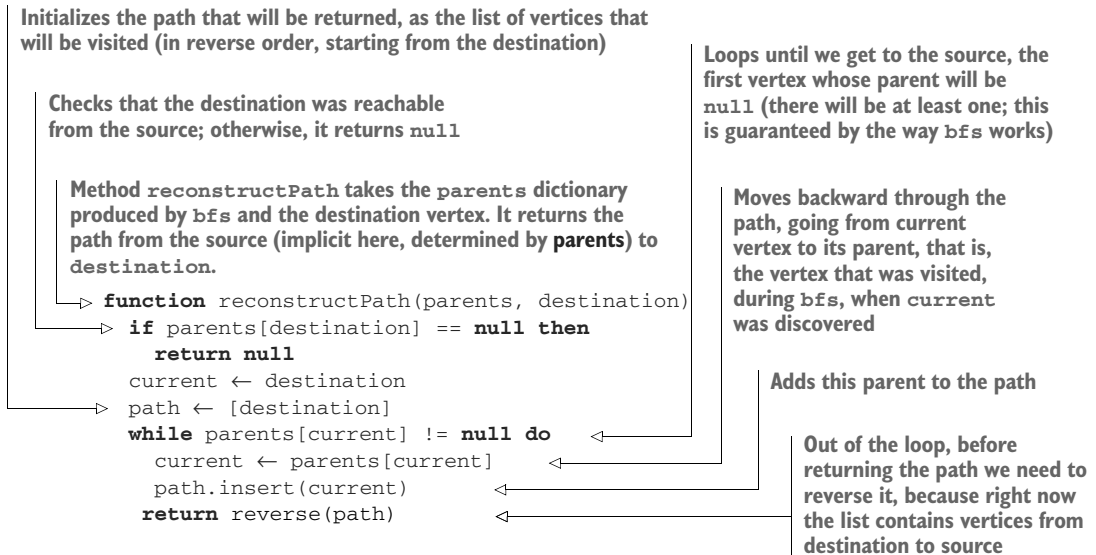 Initializes the path that will be returned, as the list of vertices that
will be visited (in reverse order, starting from the destination)
Checks that the destination was reachable
from the source; otherwise, it returns null
Method reconstructPath takes the parents dictionary
produced by bfs and the destination vertex. It returns the
path from the source (implicit here, determined by parents) to
destination.
Loops until we get to the source, the
first vertex whose parent will be
null (there will be at least one; this
is guaranteed by the way bfs works)
Moves backward through the
path, going from current
vertex to its parent, that is,
the vertex that was visited,
during bfs, when current
was discovered
function reconstructPath(parents, destination)
if parents[destination] == null then
return null
current ← destination
path ← [destination]
while parents[current] != null do
current ← parents[current]
path.insert(current)
return reverse(path)
Adds this parent to the path
Out of the loop, before
returning the path we need to
reverse it, because right now
the list contains vertices from
destination to source